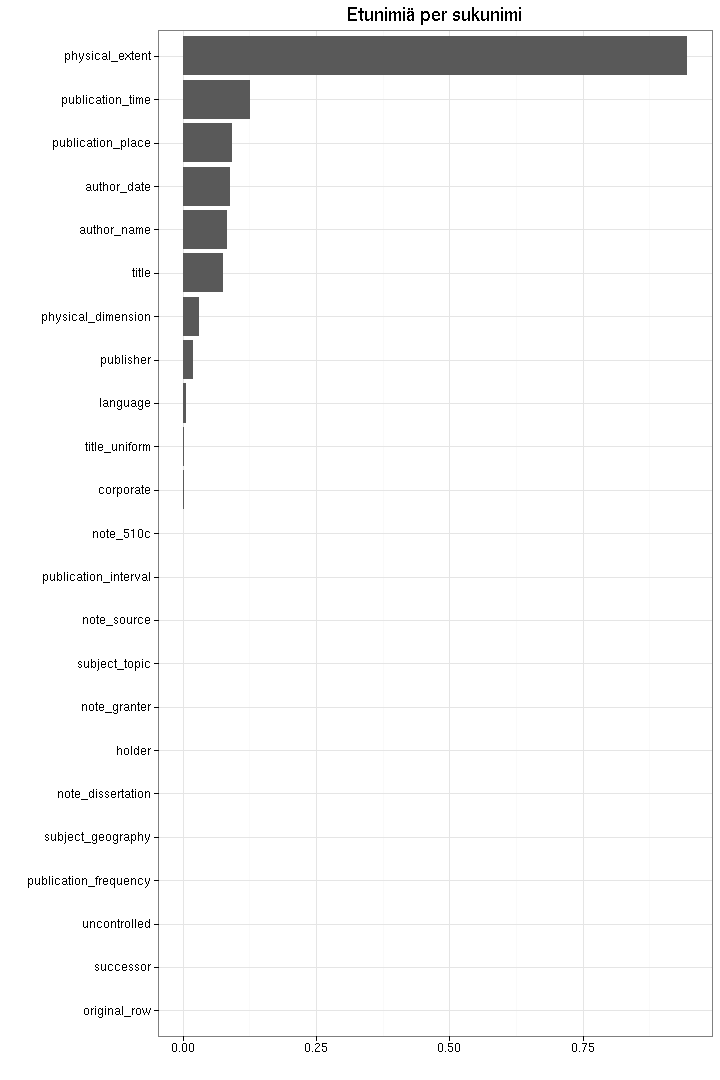 Etunimiä per sukunimi
physical_extent
publication_time
publication_place
author_date
author_name
title
physical_dimension
publisher
language
title_uniform
corporate
note_510c
publication_interval
note_source
subject_topic
note_granter
holder
note_dissertation
subject_geography
publication_frequency
uncontrolled
successor
original_row
0.00 0.25 0.50 0.75